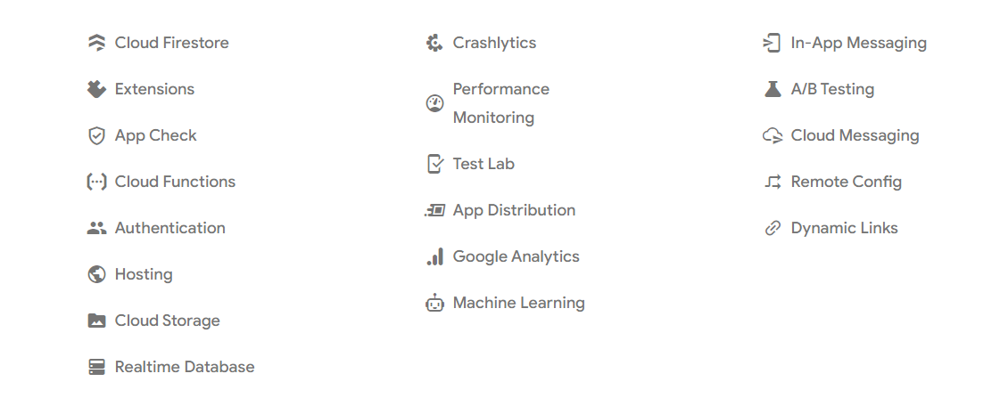 Cloud Firestore
Extensions
App Check
Cloud Functions
Authentication
Hosting
Cloud Storage
Realtime Database
Crashlytics
Performance
Monitoring
Test Lab
App Distribution
Google Analytics
Machine Learning
In-App Messaging
A/B Testing
Cloud Messaging
Remote Config
Dynamic Links